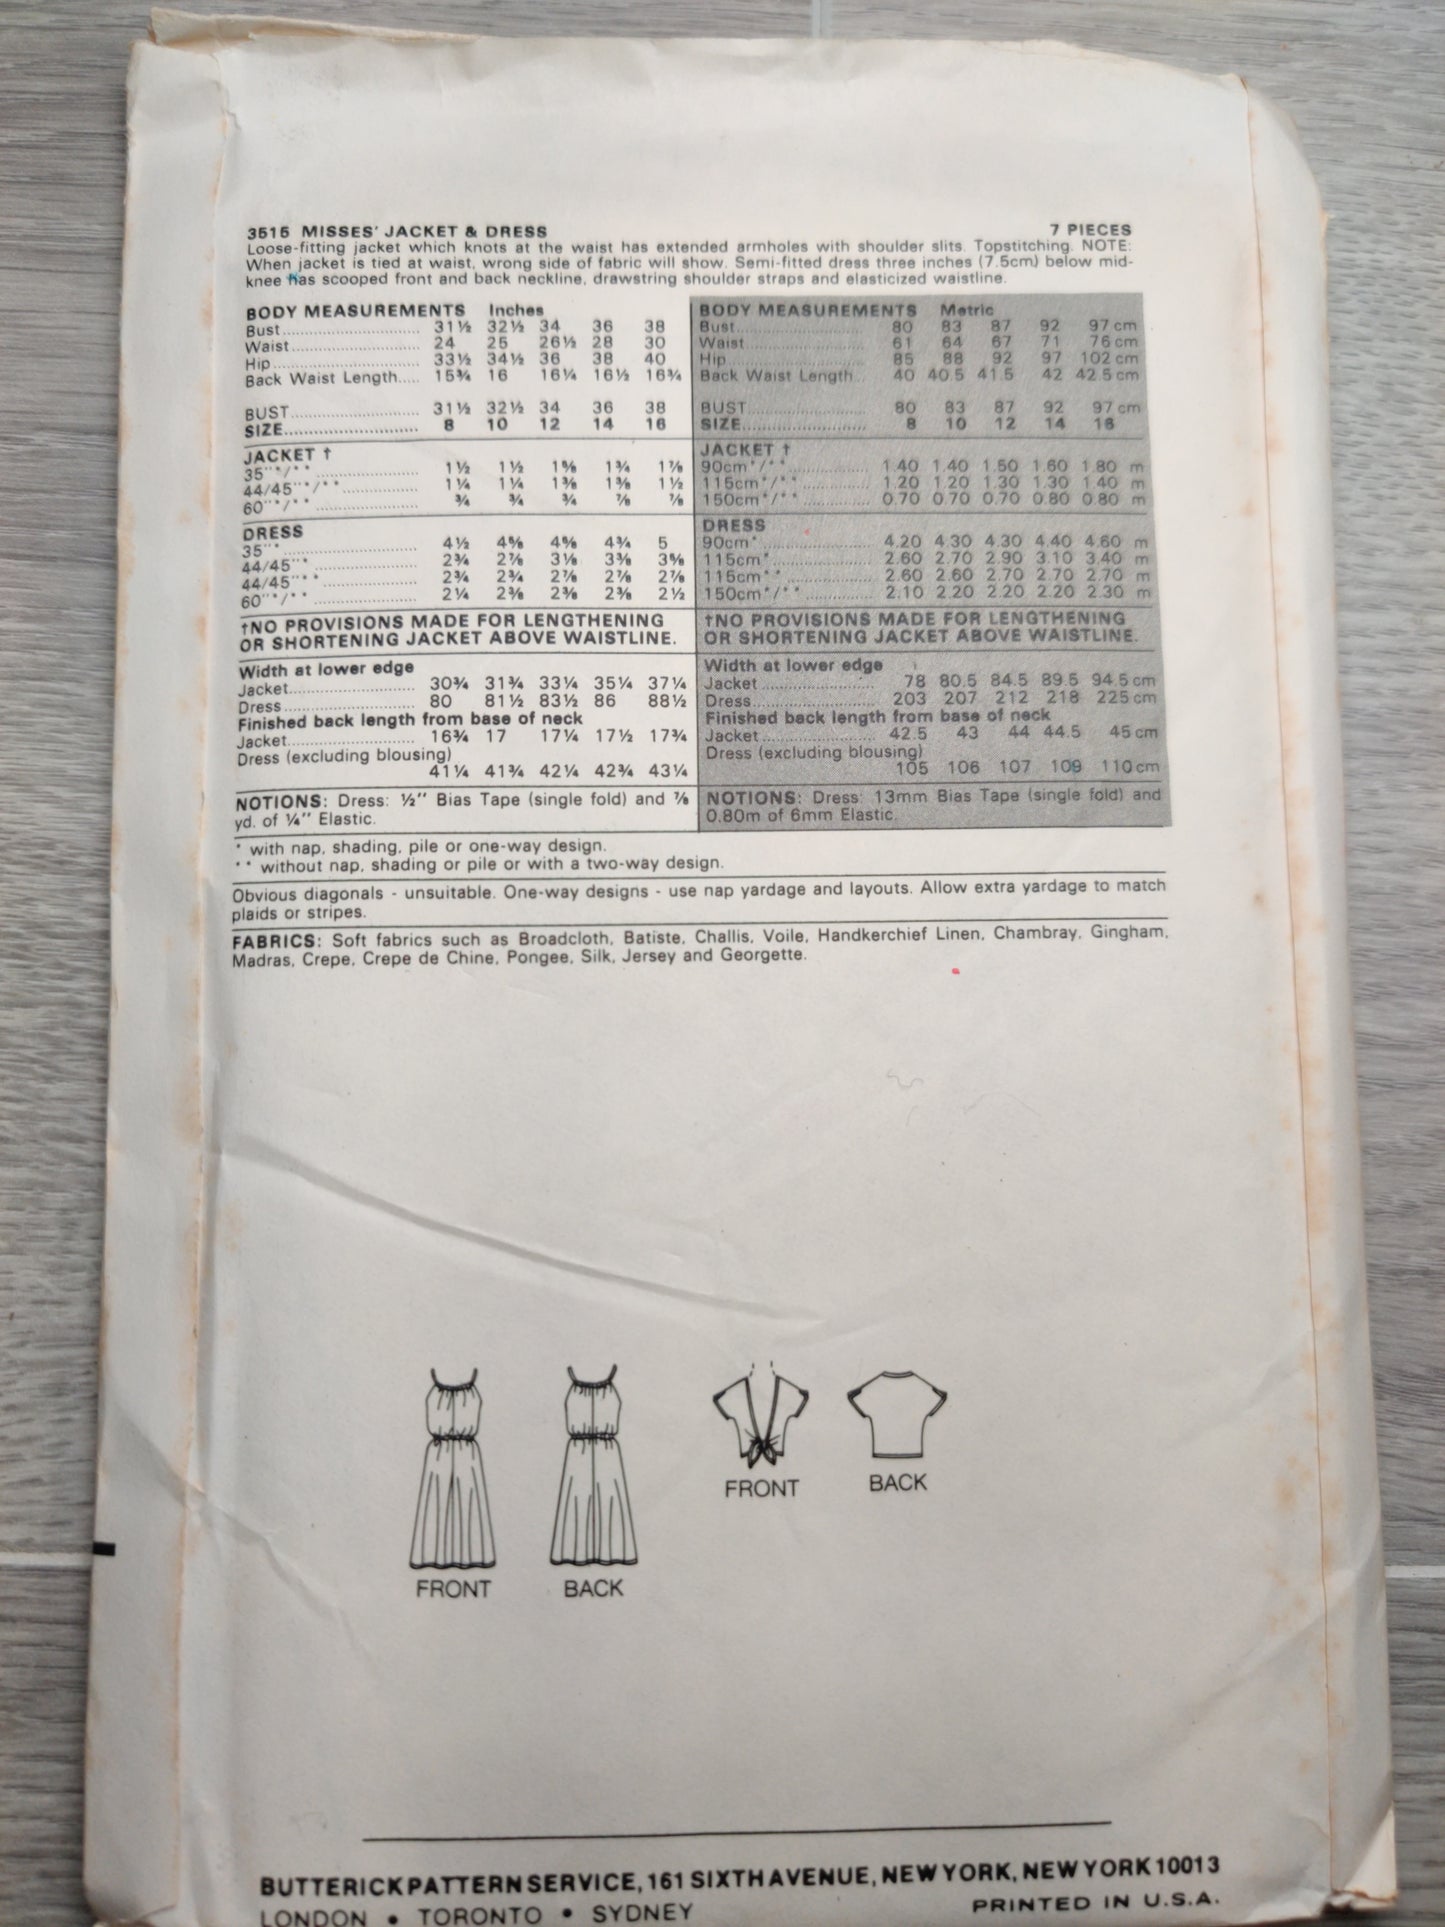 3515 MISSES' JACKET & DRESS 7 PIECES
Loose-fitting jacket which knots at the waist has extended armholes with shoulder slits. Topstitching. NOTE:
When jacket is tied at waist, wrong side of fabric will show. Semi-fitted dress three inches (7.5cm) below mid-
knee has scooped front and back neckline, drawstring shoulder straps and elasticized waistline.
BODY MEASUREMENTS Inches
Bust 31½ 32½ 34 36 38
Waist 24 25 26½ 28 30
Hip 33½ 34½ 36 38 40
Back Waist Length 15¾ 16 16¼ 16½ 16¾
BUST 31½ 32½ 34 36 38
SIZE 8 10 12 14 16
JACKET †
35"*/** 1½ 1½ 1⅝ 1¾ 1⅞
44/45"*/** 1¼ 1¼ 1⅜ 1⅜ 1½
60"*/** ¾ ¾ ¾ ⅞ ⅞
DRESS
35"* 4½ 4⅝ 4⅝ 4¾ 5
44/45"* 2¾ 2⅞ 3⅛ 3⅜ 3⅝
44/45"** 2¾ 2¾ 2⅞ 2⅞ 2⅞
60"*/** 2¼ 2⅜ 2⅜ 2⅜ 2½
†NO PROVISIONS MADE FOR LENGTHENING
OR SHORTENING JACKET ABOVE WAISTLINE.
Width at lower edge
Jacket 30¾ 31¾ 33¼ 35¼ 37¼
Dress 80 81½ 83½ 86 88½
Finished back length from base of neck
Jacket 16¾ 17 17¼ 17½ 17¾
Dress (excluding blousing)
41¼ 41¾ 42¼ 42¾ 43¼
NOTIONS: Dress: ½" Bias Tape (single fold) and ⅞
yd. of ¼" Elastic.
BODY MEASUREMENTS Metric
Bust 80 83 87 92 97 cm
Waist 61 64 67 71 76 cm
Hip 85 88 92 97 102 cm
Back Waist Length 40 40.5 41.5 42 42.5 cm
BUST 80 83 87 92 97 cm
SIZE 8 10 12 14 16
JACKET †
90cm*/** 1.40 1.40 1.50 1.60 1.80 m
115cm*/** 1.20 1.20 1.30 1.30 1.40 m
150cm*/** 0.70 0.70 0.70 0.80 0.80 m
DRESS
90cm* 4.20 4.30 4.30 4.40 4.60 m
115cm* 2.60 2.70 2.90 3.10 3.40 m
115cm** 2.60 2.60 2.70 2.70 2.70 m
150cm*/** 2.10 2.20 2.20 2.20 2.30 m
†NO PROVISIONS MADE FOR LENGTHENING
OR SHORTENING JACKET ABOVE WAISTLINE.
Width at lower edge
Jacket 78 80.5 84.5 89.5 94.5 cm
Dress 203 207 212 218 225 cm
Finished back length from base of neck
Jacket 42.5 43 44 44.5 45 cm
Dress (excluding blousing)
105 106 107 109 110 cm
NOTIONS: Dress: 13mm Bias Tape (single fold) and
0.80m of 6mm Elastic.
* with nap, shading, pile or one-way design.
** without nap, shading or pile or with a two-way design.
Obvious diagonals - unsuitable. One-way designs - use nap yardage and layouts. Allow extra yardage to match
plaids or stripes.
FABRICS: Soft fabrics such as Broadcloth, Batiste, Challis, Voile, Handkerchief Linen, Chambray, Gingham,
Madras, Crepe, Crepe de Chine, Pongee, Silk, Jersey and Georgette.
FRONT BACK
FRONT BACK
BUTTERICK PATTERN SERVICE, 161 SIXTH AVENUE, NEW YORK, NEW YORK 10013
LONDON • TORONTO • SYDNEY PRINTED IN U.S.A.